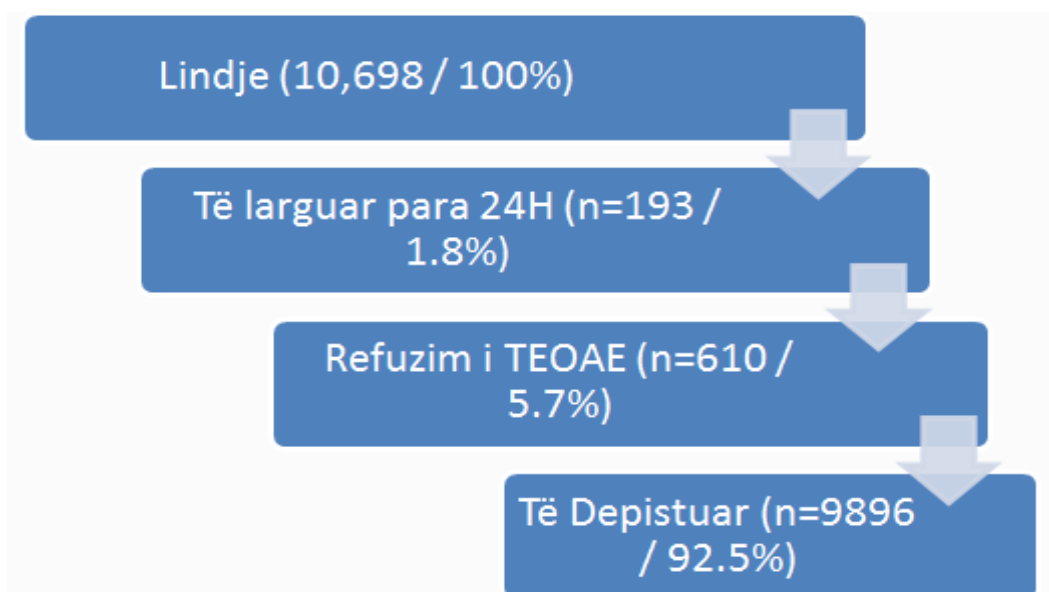 Lindje (10,698 / 100%)
Të larguar para 24H (n=193 /
1.8%)
Refuzim i TEOAE (n=610 /
5.7%)
Të Depistuar (n=9896
/ 92.5%)